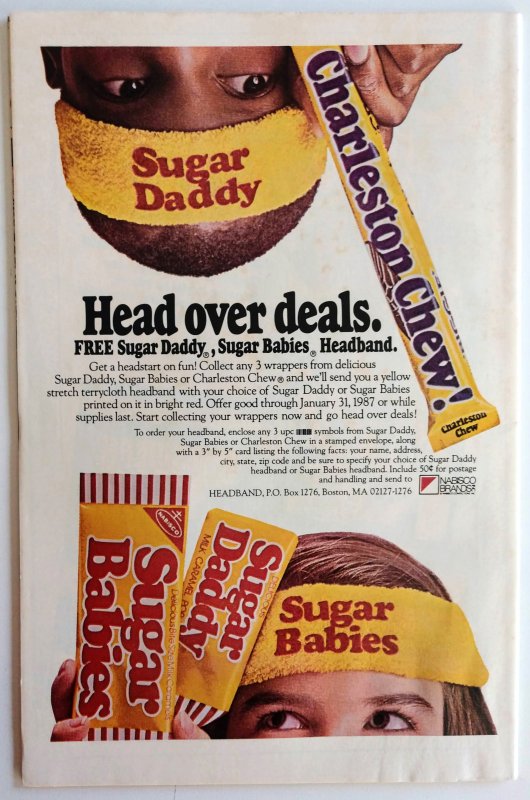 Sugar
Daddy
Charleston Chew!
Charleston
Chew
Head over deals.
FREE Sugar Daddy®, Sugar Babies® Headband.
Get a headstart on fun! Collect any 3 wrappers from delicious
Sugar Daddy, Sugar Babies or Charleston Chew® and we'll send you a yellow
stretch terrycloth headband with your choice of Sugar Daddy or Sugar Babies
printed on it in bright red. Offer good through January 31, 1987 or while
supplies last. Start collecting your wrappers now and go head over deals!
To order your headband, enclose any 3 upc symbols from Sugar Daddy,
Sugar Babies or Charleston Chew in a stamped envelope, along
with a 3" by 5" card listing the following facts: your name, address,
city, state, zip code and be sure to specify your choice of Sugar Daddy
headband or Sugar Babies headband. Include 50¢ for postage
and handling and send to
HEADBAND, P.O. Box 1276, Boston, MA 02127-1276
NABISCO
BRANDS
NABISCO
Sugar
Babies
Sugar
Daddy
MILK CARAMEL POP
Sugar
Babies